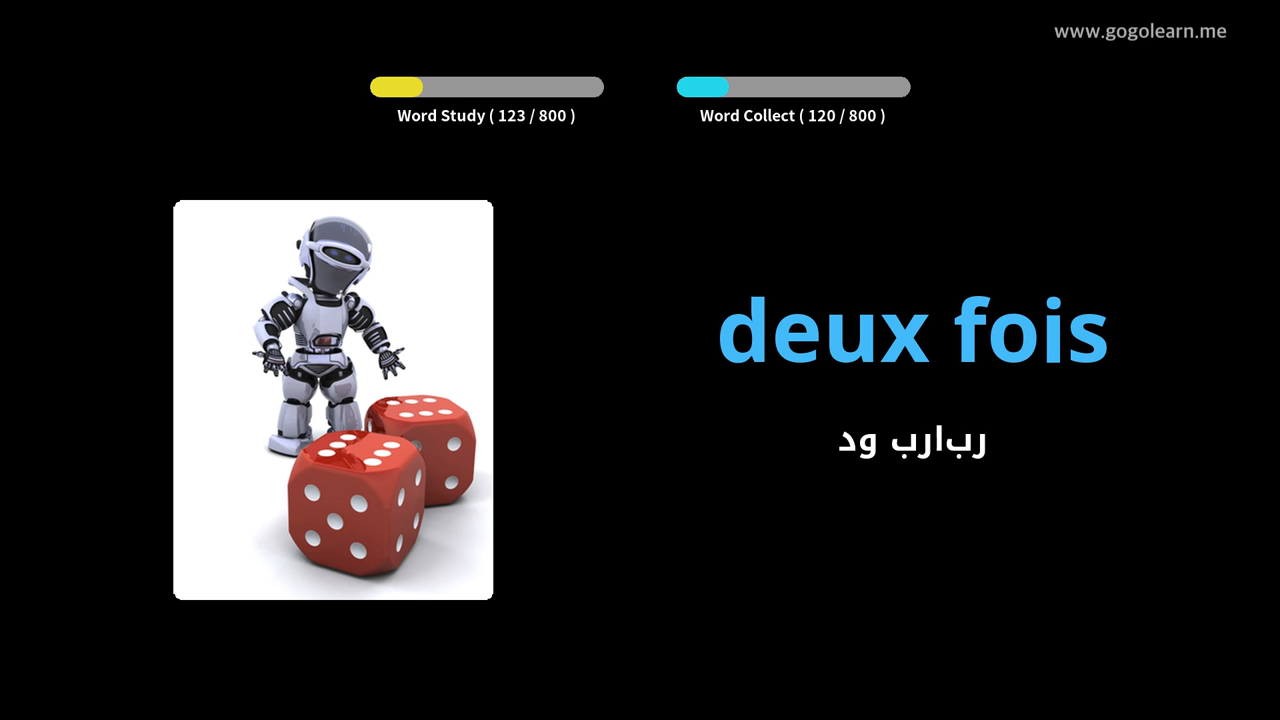 www.gogolearn.me
Word Study ( 123 / 800 )
Word Collect ( 120 / 800 )
deux fois
ربارب ود